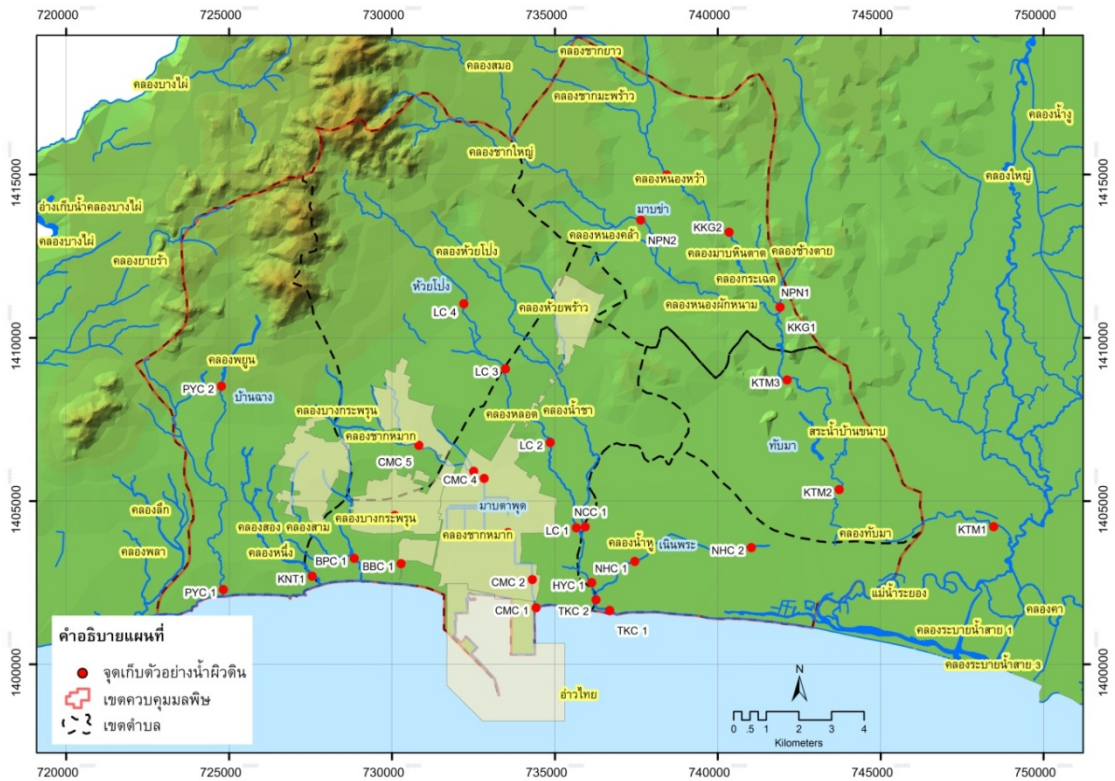 720000 725000 730000 735000 740000 745000 750000
คลองชากยาว
คลองสมอ
คลองบางไผ่
คลองชากมะพร้าว
คลองน้ำงู
คลองชากใหญ่
1415000
คลองหนองหว้า
คลองใหญ่
1415000
อ่างเก็บน้ำคลองบางไผ่
มาบข่า
คลองบางไผ่
คลองยายร้า
คลองห้วยโป่ง
คลองหนองคล้า
NPN2
KKG2
คลองมาบหินดาด
คลองช้างตาย
คลองกระเฉด
ห้วยโป่ง
LC 4
คลองห้วยพร้าว
คลองหนองผักหนาม
NPN1
KKG1
1410000
1410000
คลองพยูน
PYC 2
บ้านฉาง
LC 3
KTM3
คลองบางกระพรุน
คลองหลอด
คลองน้ำชา
คลองชากหมาก
LC 2
สระน้ำบ้านขนาบ
ทับมา
CMC 5
CMC 4
KTM2
1405000
มาบตาพุด
1405000
คลองลึก
คลองสอง
คลองสาม
คลองบางกระพรุน
คลองชากหมาก
LC 1
NCC 1
คลองทับมา
KTM1
คลองพลา
คลองหนึ่ง
คลองน้ำหู
เนินพระ
NHC 2
BPC 1
BBC 1
NHC 1
KNT1
CMC 2
HYC 1
แม่น้ำระยอง
PYC 1
CMC 1
TKC 2
TKC 1
คลองคา
คลองระบายน้ำสาย 1
คลองระบายน้ำสาย 3
1400000
1400000
อ่าวไทย
คำอธิบายแผนที่
จุดเก็บตัวอย่างน้ำผิวดิน
เขตควบคุมมลพิษ
เขตตำบล
N
0 .5 1 2 3 4
Kilometers
720000 725000 730000 735000 740000 745000 750000